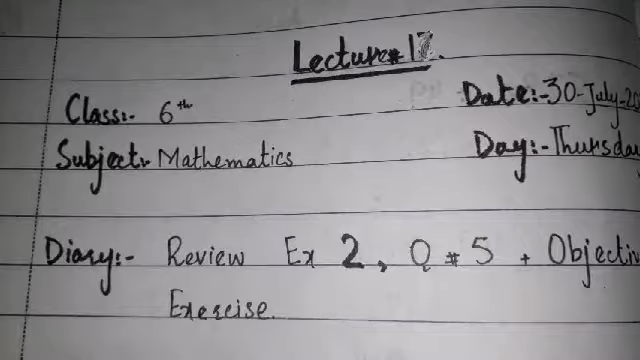 Lecture# 17.
Class:- 6th
Date:-30-July-20
Subject:- Mathematics
Day:-Thursda
Diary:- Review Ex 2, Q # 5 + Objectiv
Exercise.